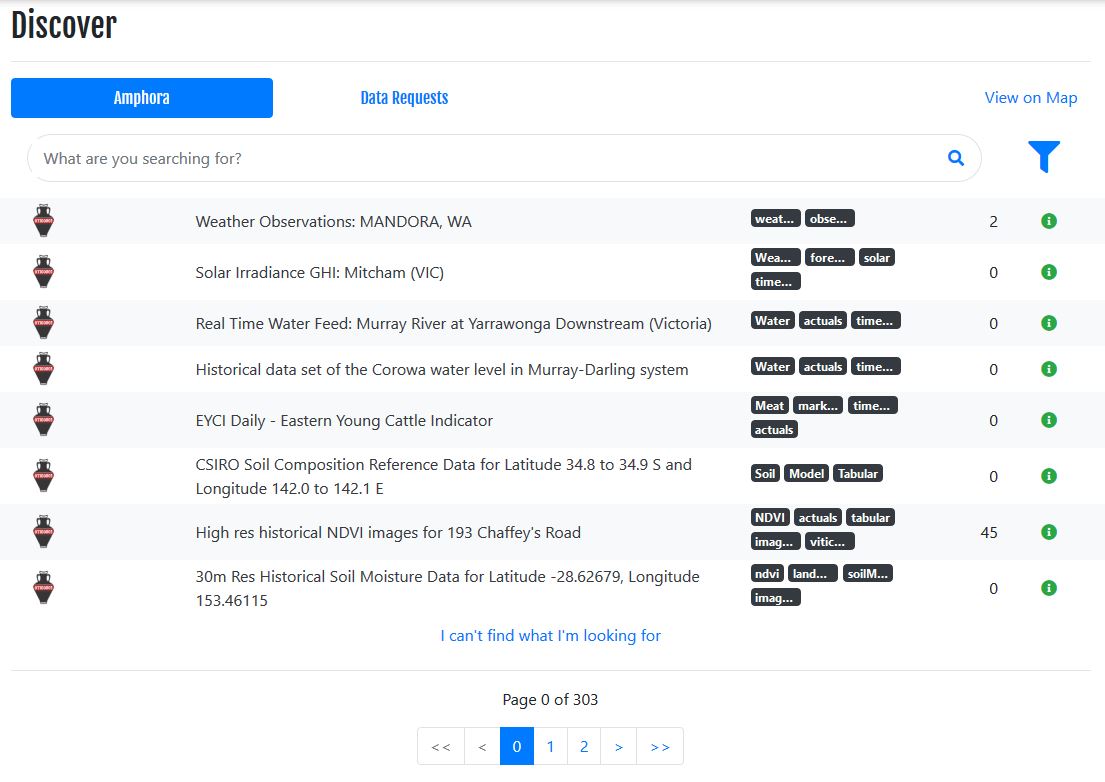 Discover
Amphora
Data Requests
View on Map
What are you searching for?
Weather Observations: MANDORA, WA
weat... obse...
2
Solar Irradiance GHI: Mitcham (VIC)
Wea... fore... solar
time...
0
Real Time Water Feed: Murray River at Yarrawonga Downstream (Victoria)
Water actuals time...
0
Historical data set of the Corowa water level in Murray-Darling system
Water actuals time...
0
EYCI Daily - Eastern Young Cattle Indicator
Meat mark... time...
actuals
0
CSIRO Soil Composition Reference Data for Latitude 34.8 to 34.9 S and
Longitude 142.0 to 142.1 E
Soil Model Tabular
0
High res historical NDVI images for 193 Chaffey's Road
NDVI actuals tabular
imag... vitic...
45
30m Res Historical Soil Moisture Data for Latitude -28.62679, Longitude
153.46115
ndvi land... soilM...
imag...
0
I can't find what I'm looking for
Page 0 of 303
<< < 0 1 2 > >>